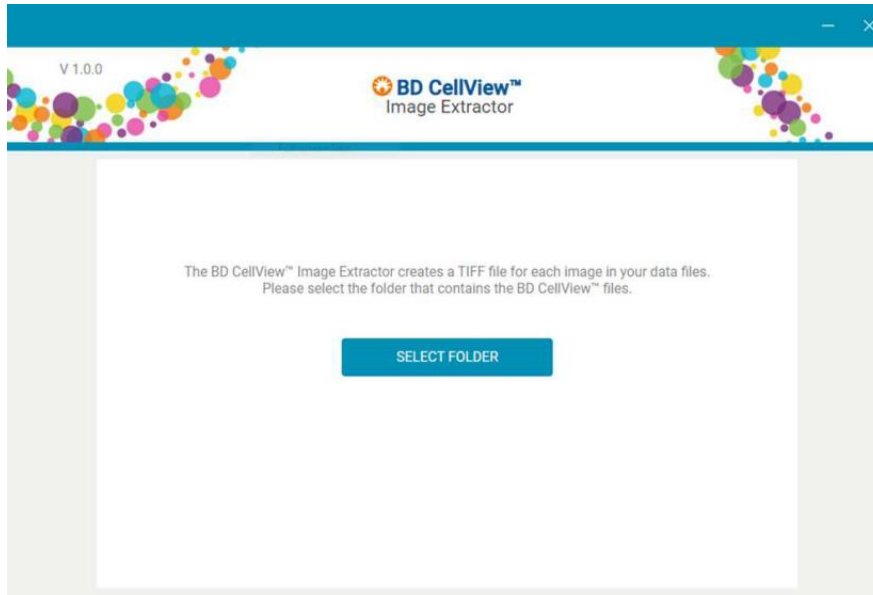 V 1.0.0
BD CellView™
Image Extractor
The BD CellView™ Image Extractor creates a TIFF file for each image in your data files.
Please select the folder that contains the BD CellView™ files.
SELECT FOLDER